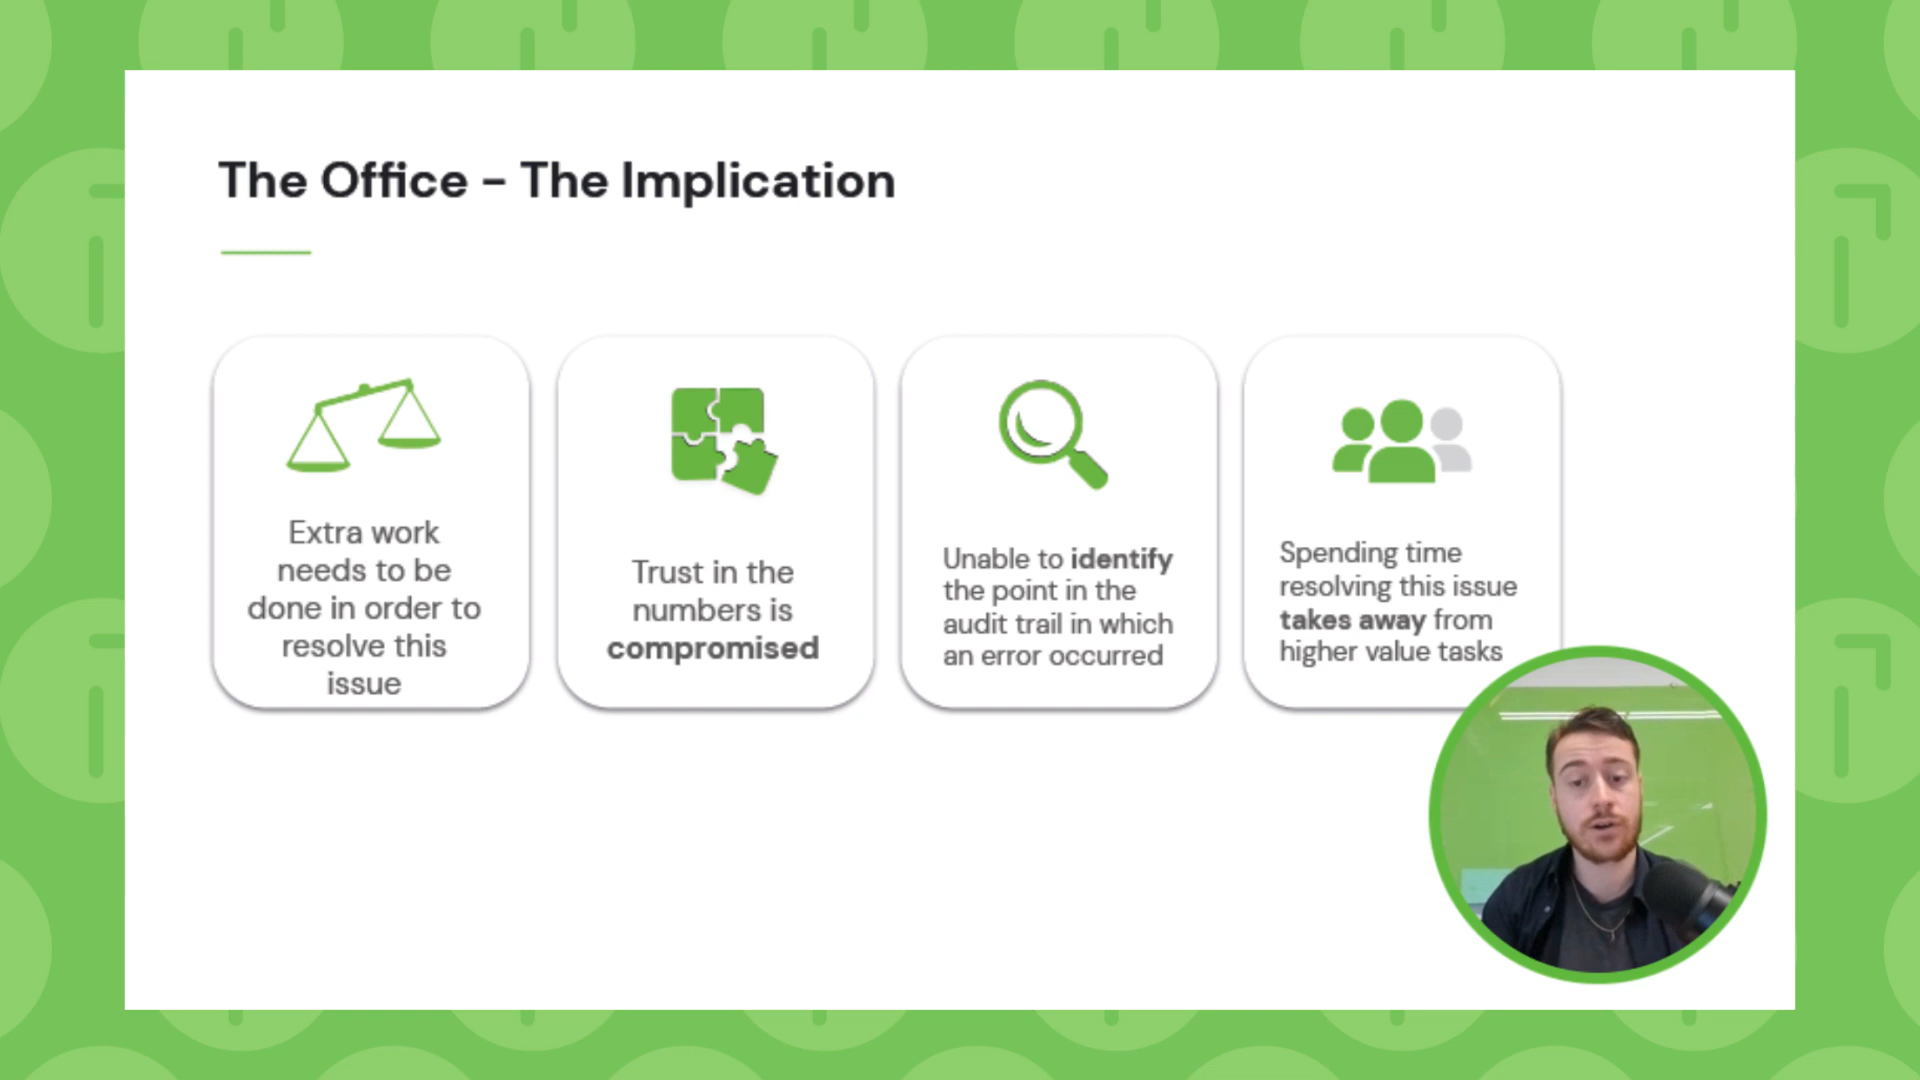 The Office - The Implication
Extra work
needs to be
done in order to
resolve this
issue
Trust in the
numbers is
compromised
Unable to identify
the point in the
audit trail in which
an error occurred
Spending time
resolving this issue
takes away from
higher value tasks